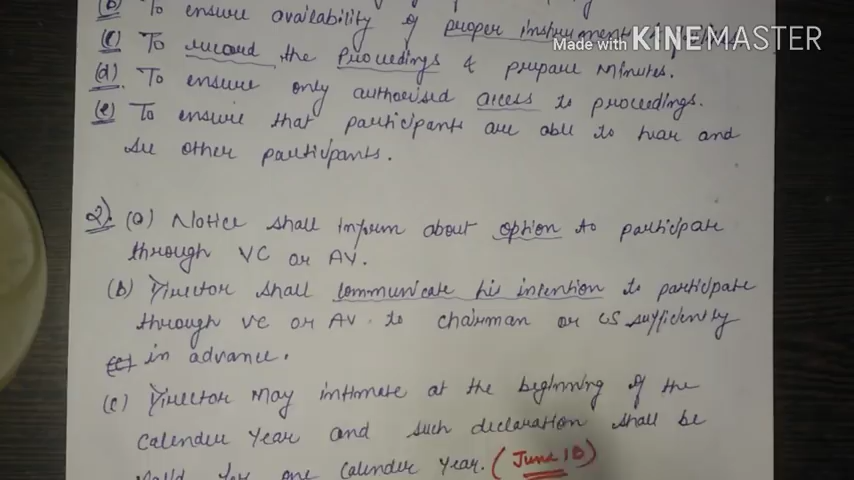 (b) To ensure availability of proper instrument
Made with KINEMASTER
(c) To record the Proceedings & prepare Minutes.
(d) To ensure only authorised access to proceedings.
(e) To ensure that participants are able to hear and
see other participants.
2). (a) Notice shall inform about option to participate
through VC or AV.
(b) Director shall communicate his intention to participate
through VC or AV. to chairman or CS sufficiently
in advance.
(c) Director May intimate at the beginning of the
Calender Year and such declaration shall be
valid for one Calender Year. (June 18)